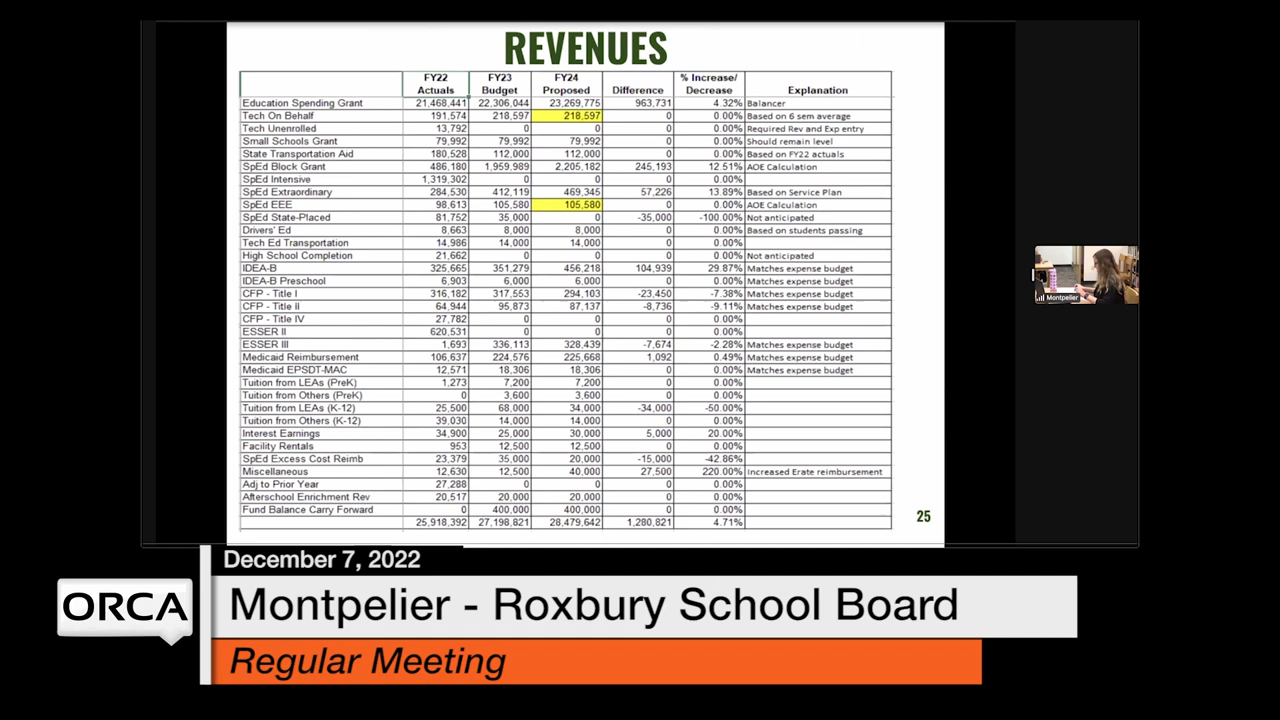 REVENUES
FY22 Actuals FY23 Budget FY24 Proposed Difference % Increase/ Decrease Explanation
Education Spending Grant 21,468,441 22,306,044 23,269,775 963,731 4.32% Balancer
Tech On Behalf 191,574 218,597 218,597 0 0.00% Based on 6 sem average
Tech Unenrolled 13,792 0 0 0 0.00% Required Rev and Exp entry
Small Schools Grant 79,992 79,992 79,992 0 0.00% Should remain level
State Transportation Aid 180,528 112,000 112,000 0 0.00% Based on FY22 actuals
SpEd Block Grant 486,180 1,959,989 2,205,182 245,193 12.51% AOE Calculation
SpEd Intensive 1,319,302 0 0.00%
SpEd Extraordinary 284,530 412,119 469,345 57,226 13.89% Based on Service Plan
SpEd EEE 98,613 105,580 105,580 0 0.00% AOE Calculation
SpEd State-Placed 81,752 35,000 0 -35,000 -100.00% Not anticipated
Drivers' Ed 8,663 8,000 8,000 0 0.00% Based on students passing
Tech Ed Transportation 14,986 14,000 14,000 0 0.00%
High School Completion 21,662 0 0 0 0.00% Not anticipated
IDEA-B 325,665 351,279 456,218 104,939 29.87% Matches expense budget
IDEA-B Preschool 6,903 6,000 6,000 0 0.00% Matches expense budget
CFP - Title I 316,182 317,553 294,103 -23,450 -7.38% Matches expense budget
CFP - Title II 64,944 95,873 87,137 -8,736 -9.11% Matches expense budget
CFP - Title IV 27,782 0 0 0 0.00%
ESSER II 620,531 0 0 0 0.00%
ESSER III 1,693 336,113 328,439 -7,674 -2.28% Matches expense budget
Medicaid Reimbursement 106,637 224,576 225,668 1,092 0.49% Matches expense budget
Medicaid EPSDT-MAC 12,571 18,306 18,306 0 0.00% Matches expense budget
Tuition from LEAs (PreK) 1,273 7,200 7,200 0 0.00%
Tuition from Others (PreK) 0 3,600 3,600 0 0.00%
Tuition from LEAs (K-12) 25,500 68,000 34,000 -34,000 -50.00%
Tuition from Others (K-12) 39,030 14,000 14,000 0 0.00%
Interest Earnings 34,900 25,000 30,000 5,000 20.00%
Facility Rentals 953 12,500 12,500 0 0.00%
SpEd Excess Cost Reimb 23,379 35,000 20,000 -15,000 -42.86%
Miscellaneous 12,630 12,500 40,000 27,500 220.00% Increased Erate reimbursement
Adj to Prior Year 27,288 0 0 0 0.00%
Afterschool Enrichment Rev 20,517 20,000 20,000 0 0.00%
Fund Balance Carry Forward 0 400,000 400,000 0 0.00%
25,918,392 27,198,821 28,479,642 1,280,821 4.71%
25
Montpelier
December 7, 2022
ORCA
Montpelier - Roxbury School Board
Regular Meeting